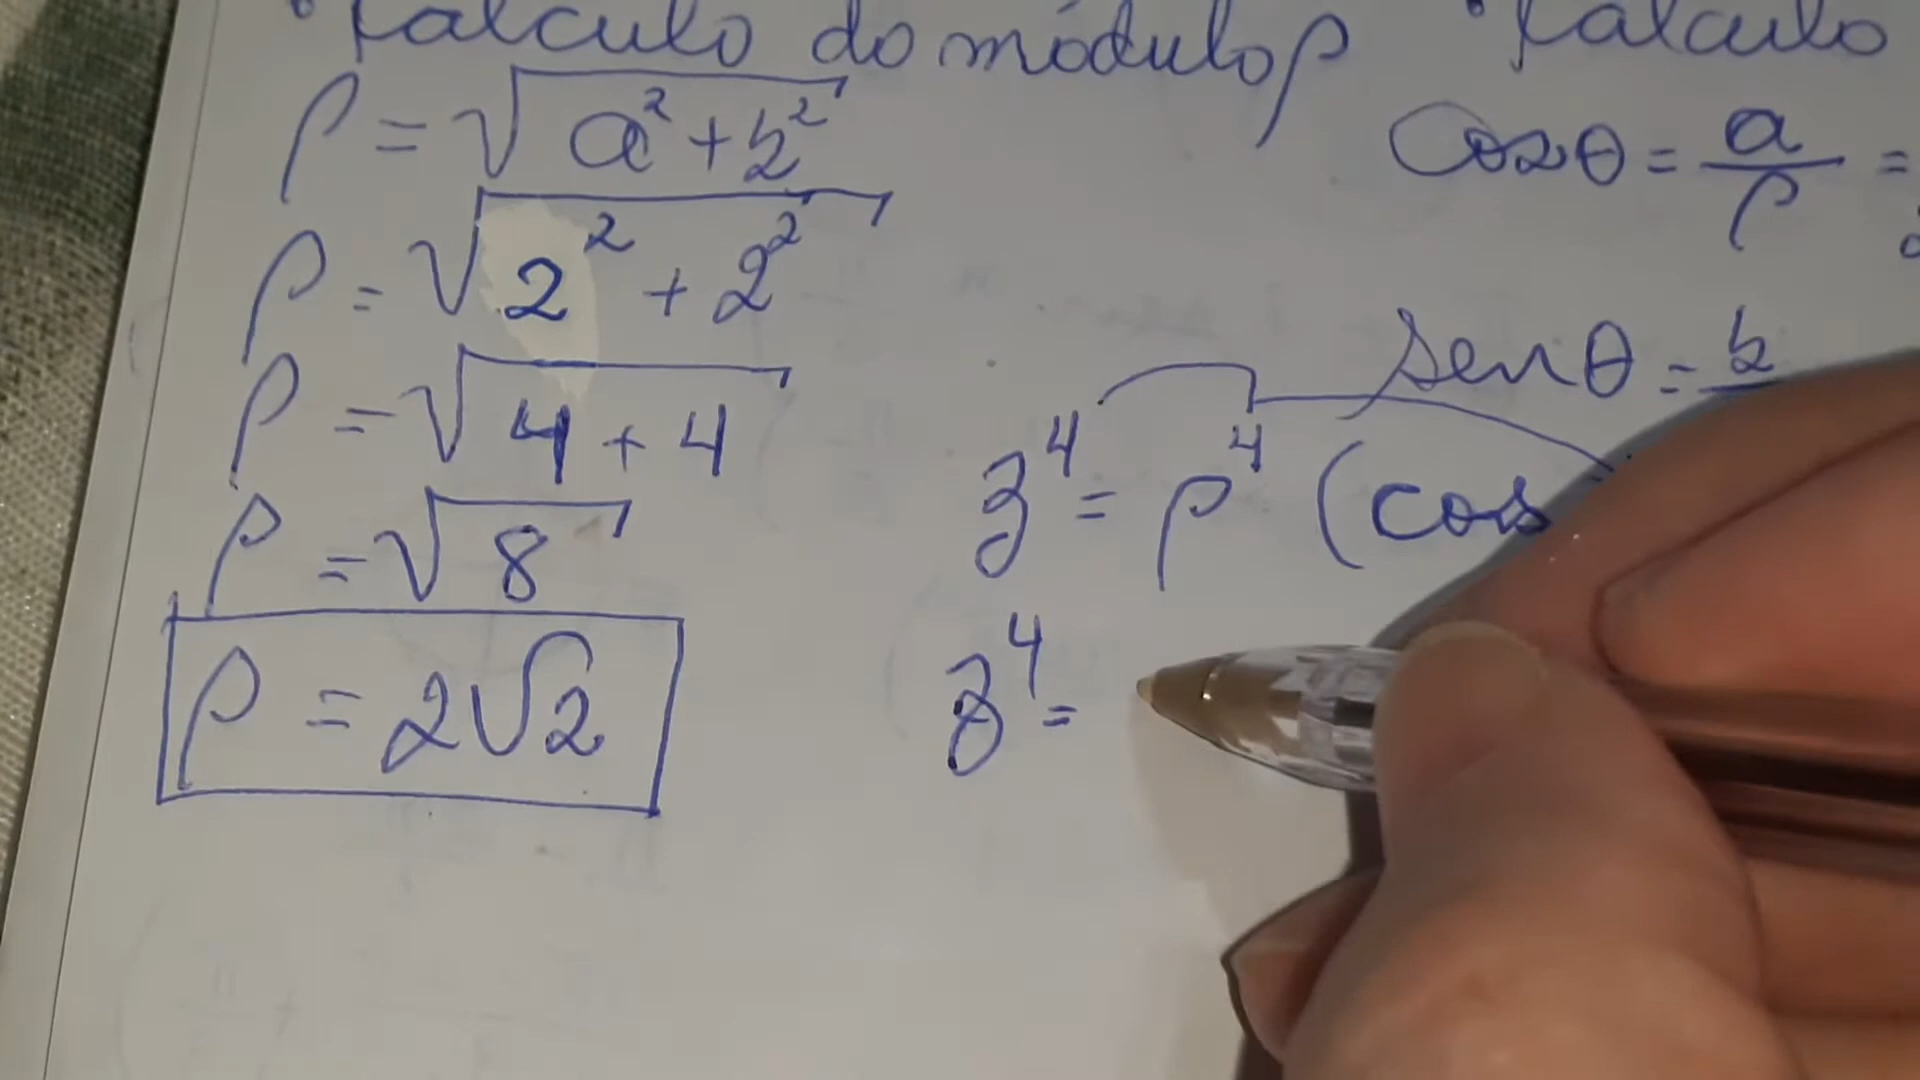 • Cálculo do módulo ρ
ρ = √(a² + b²)
ρ = √(2² + 2²)
ρ = √(4 + 4)
ρ = √8
ρ = 2√2
• Cálculo
cos θ = a/ρ =
sen θ = b
z⁴ = ρ⁴ (cos
z⁴ =